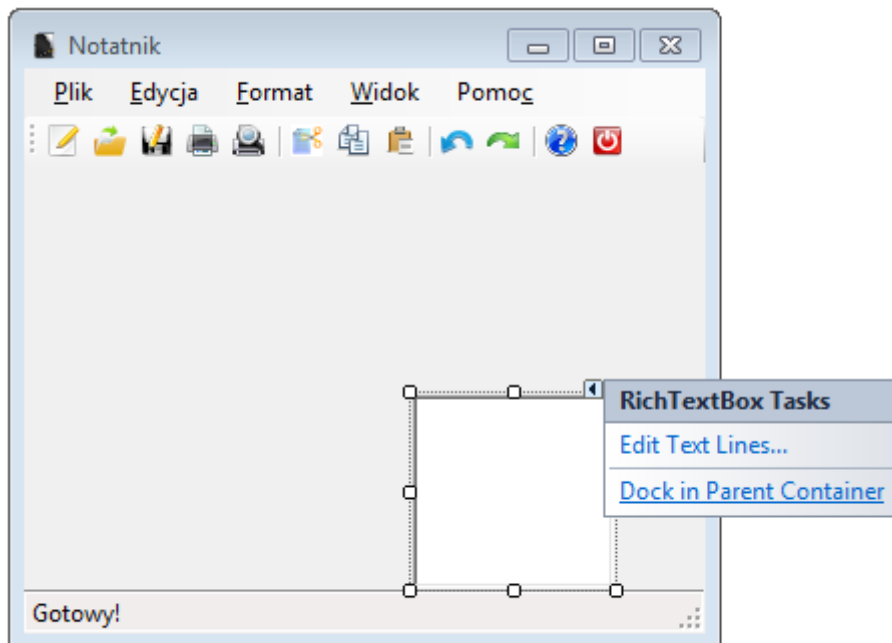 Notatnik
Plik Edycja Format Widok Pomoc
RichTextBox Tasks
Edit Text Lines...
Dock in Parent Container
Gotowy!